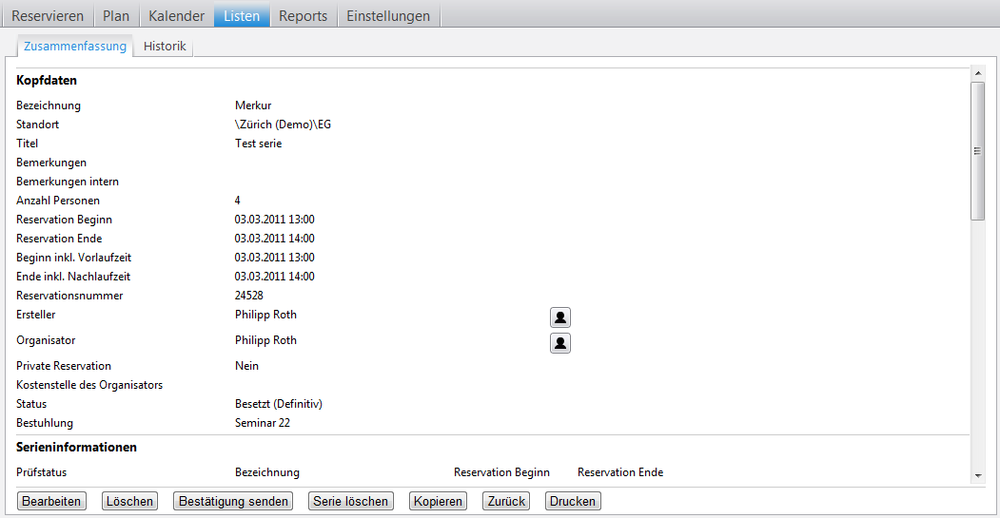 Reservieren Plan Kalender Listen Reports Einstellungen
Zusammenfassung Historik
Kopfdaten
Bezeichnung Merkur
Standort \Zürich (Demo)\EG
Titel Test serie
Bemerkungen
Bemerkungen intern
Anzahl Personen 4
Reservation Beginn 03.03.2011 13:00
Reservation Ende 03.03.2011 14:00
Beginn inkl. Vorlaufzeit 03.03.2011 13:00
Ende inkl. Nachlaufzeit 03.03.2011 14:00
Reservationsnummer 24528
Ersteller Philipp Roth
Organisator Philipp Roth
Private Reservation Nein
Kostenstelle des Organisators
Status Besetzt (Definitiv)
Bestuhlung Seminar 22
Serieninformationen
Prüfstatus Bezeichnung Reservation Beginn Reservation Ende
Bearbeiten Löschen Bestätigung senden Serie löschen Kopieren Zurück Drucken